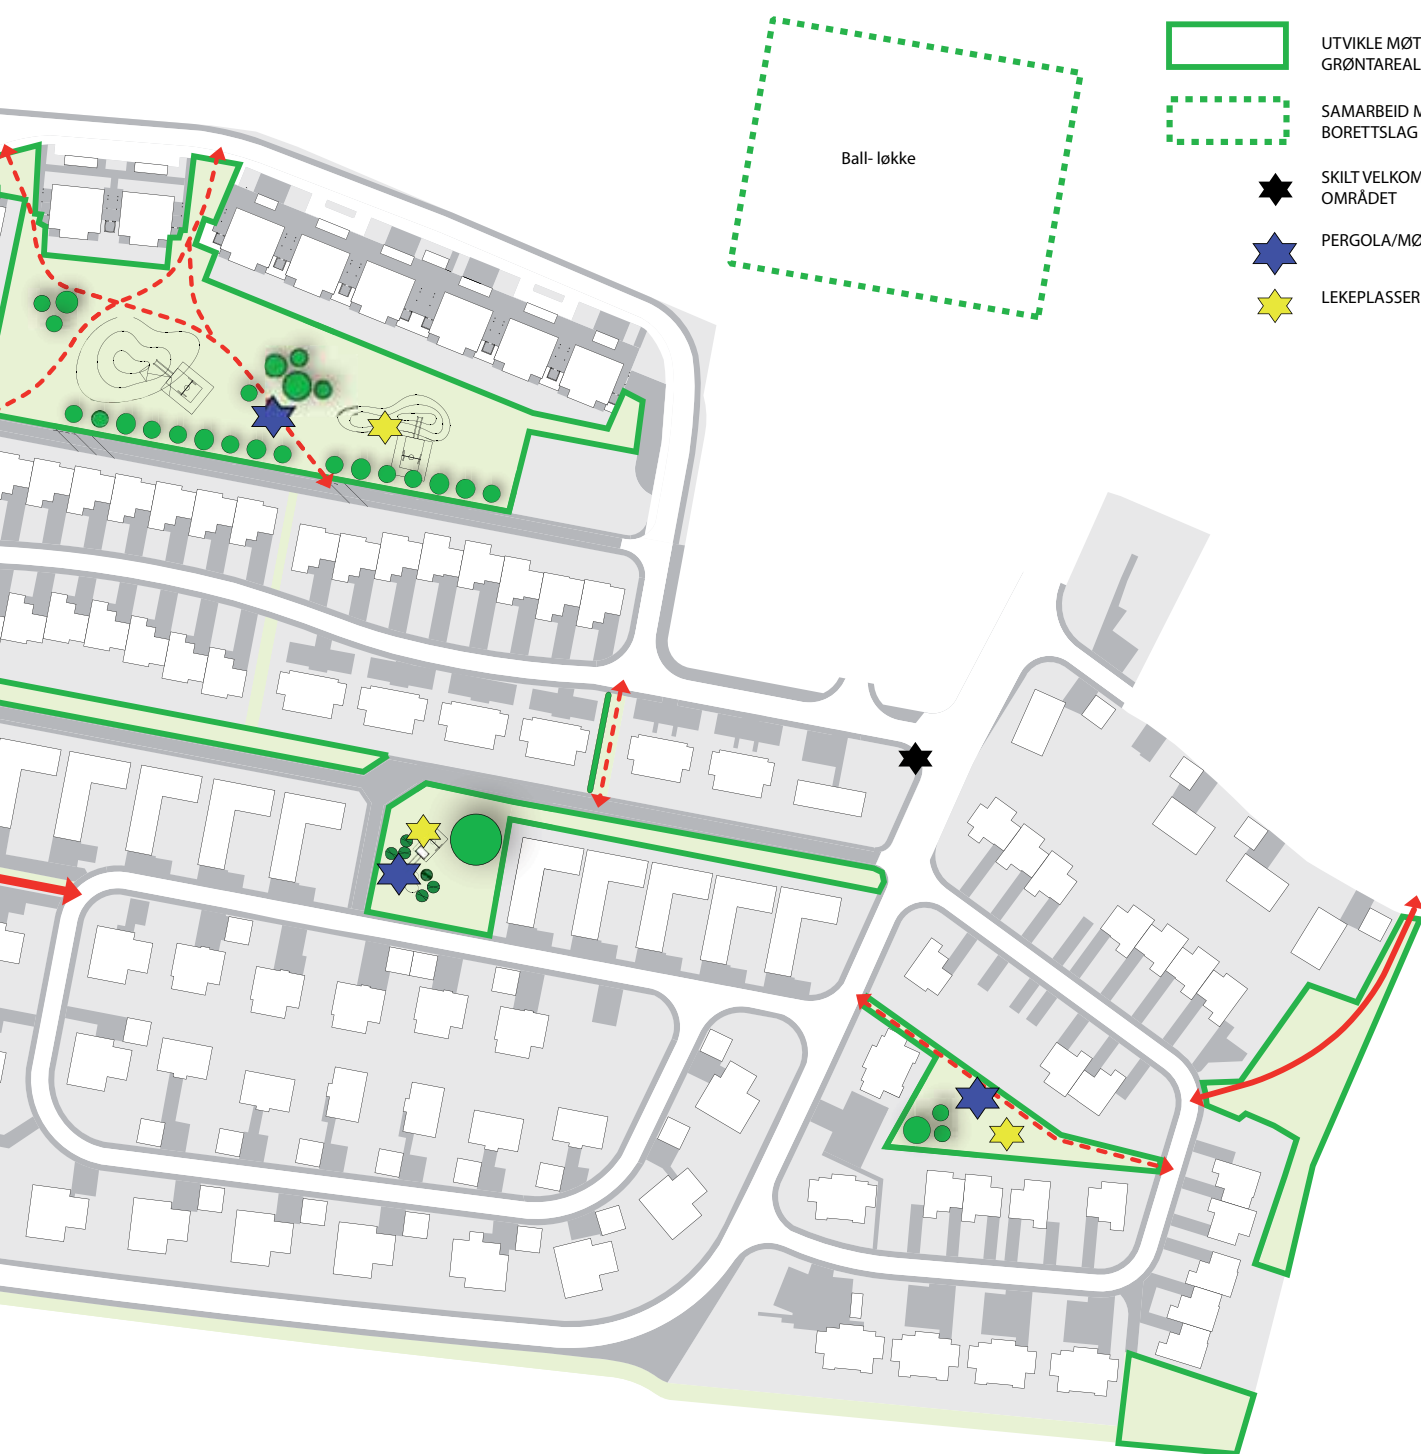 UTVIKLE MØT
GRØNTAREAL
SAMARBEID M
BORETTSLAG
Ball- løkke
SKILT VELKOM
OMRÅDET
PERGOLA/MØ
LEKEPLASSER